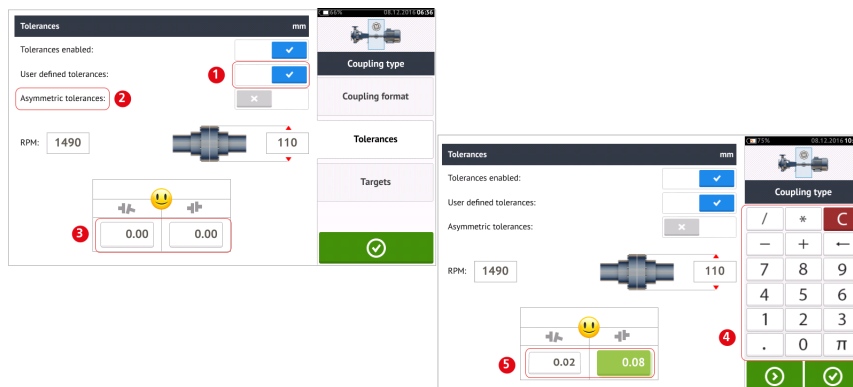 66% 08.12.2016 06:56
Tolerances mm
Tolerances enabled:
User defined tolerances:
1
Asymmetric tolerances:
2
RPM: 1490
110
3
0.00 0.00
Coupling type
Coupling format
Tolerances
Targets
75% 08.12.2016 10
Tolerances mm
Tolerances enabled:
User defined tolerances:
Asymmetric tolerances:
RPM: 1490
110
5
0.02 0.08
Coupling type
/ * C
− + ←
7 8 9
4 5 6
1 2 3
4
. 0 π